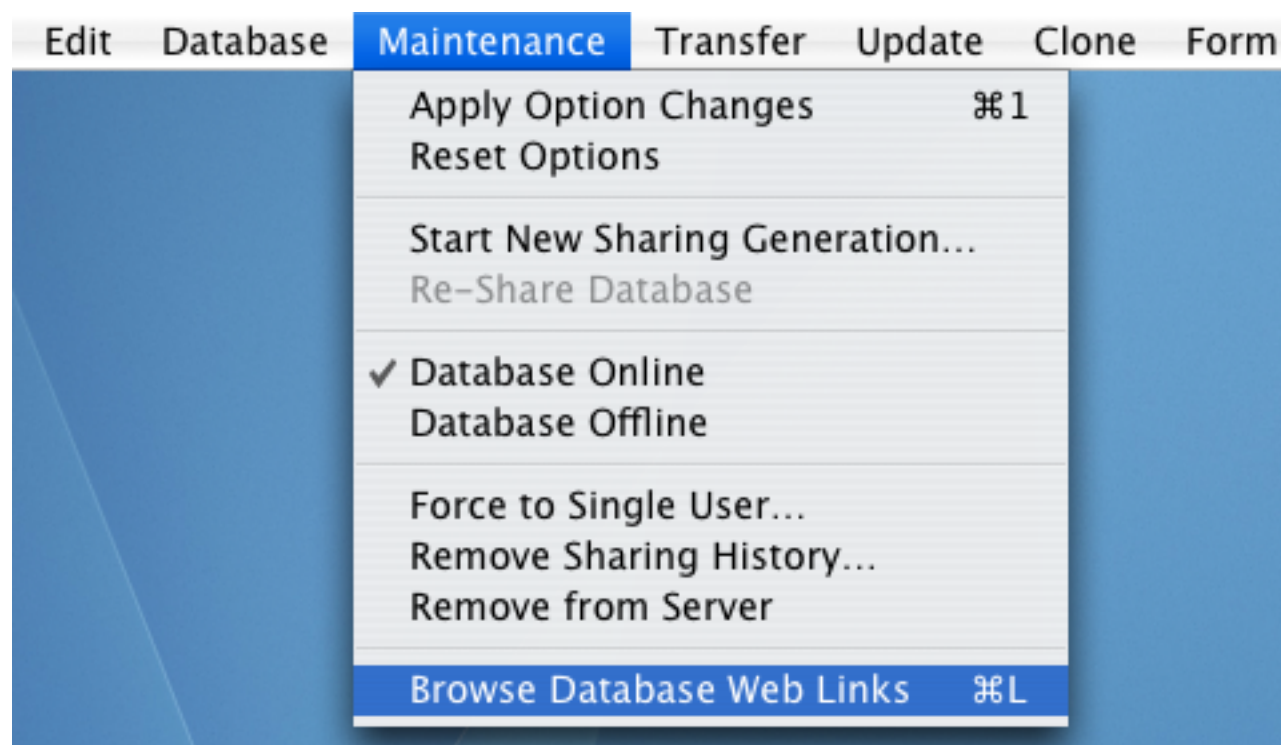 Edit Database Maintenance Transfer Update Clone Form
Apply Option Changes ⌘1
Reset Options
Start New Sharing Generation...
Re-Share Database
✓ Database Online
Database Offline
Force to Single User...
Remove Sharing History...
Remove from Server
Browse Database Web Links ⌘L